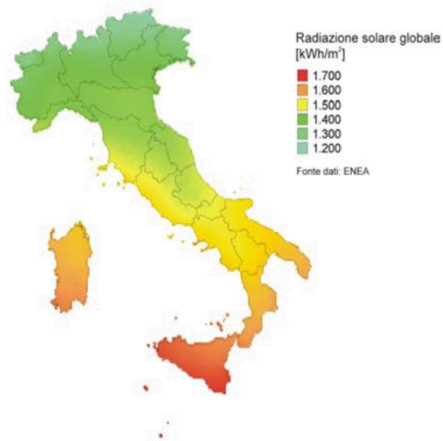 Radiazione solare globale
[kWh/m²]
1.700
1.600
1.500
1.400
1.300
1.200
Fonte dati: ENEA